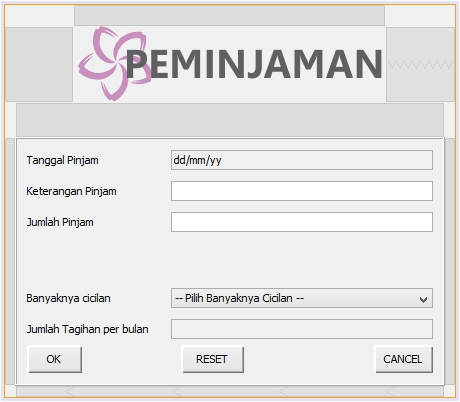 PEMINJAMAN
Tanggal Pinjam dd/mm/yy
Keterangan Pinjam
Jumlah Pinjam
Banyaknya cicilan -- Pilih Banyaknya Cicilan --
Jumlah Tagihan per bulan
OK RESET CANCEL